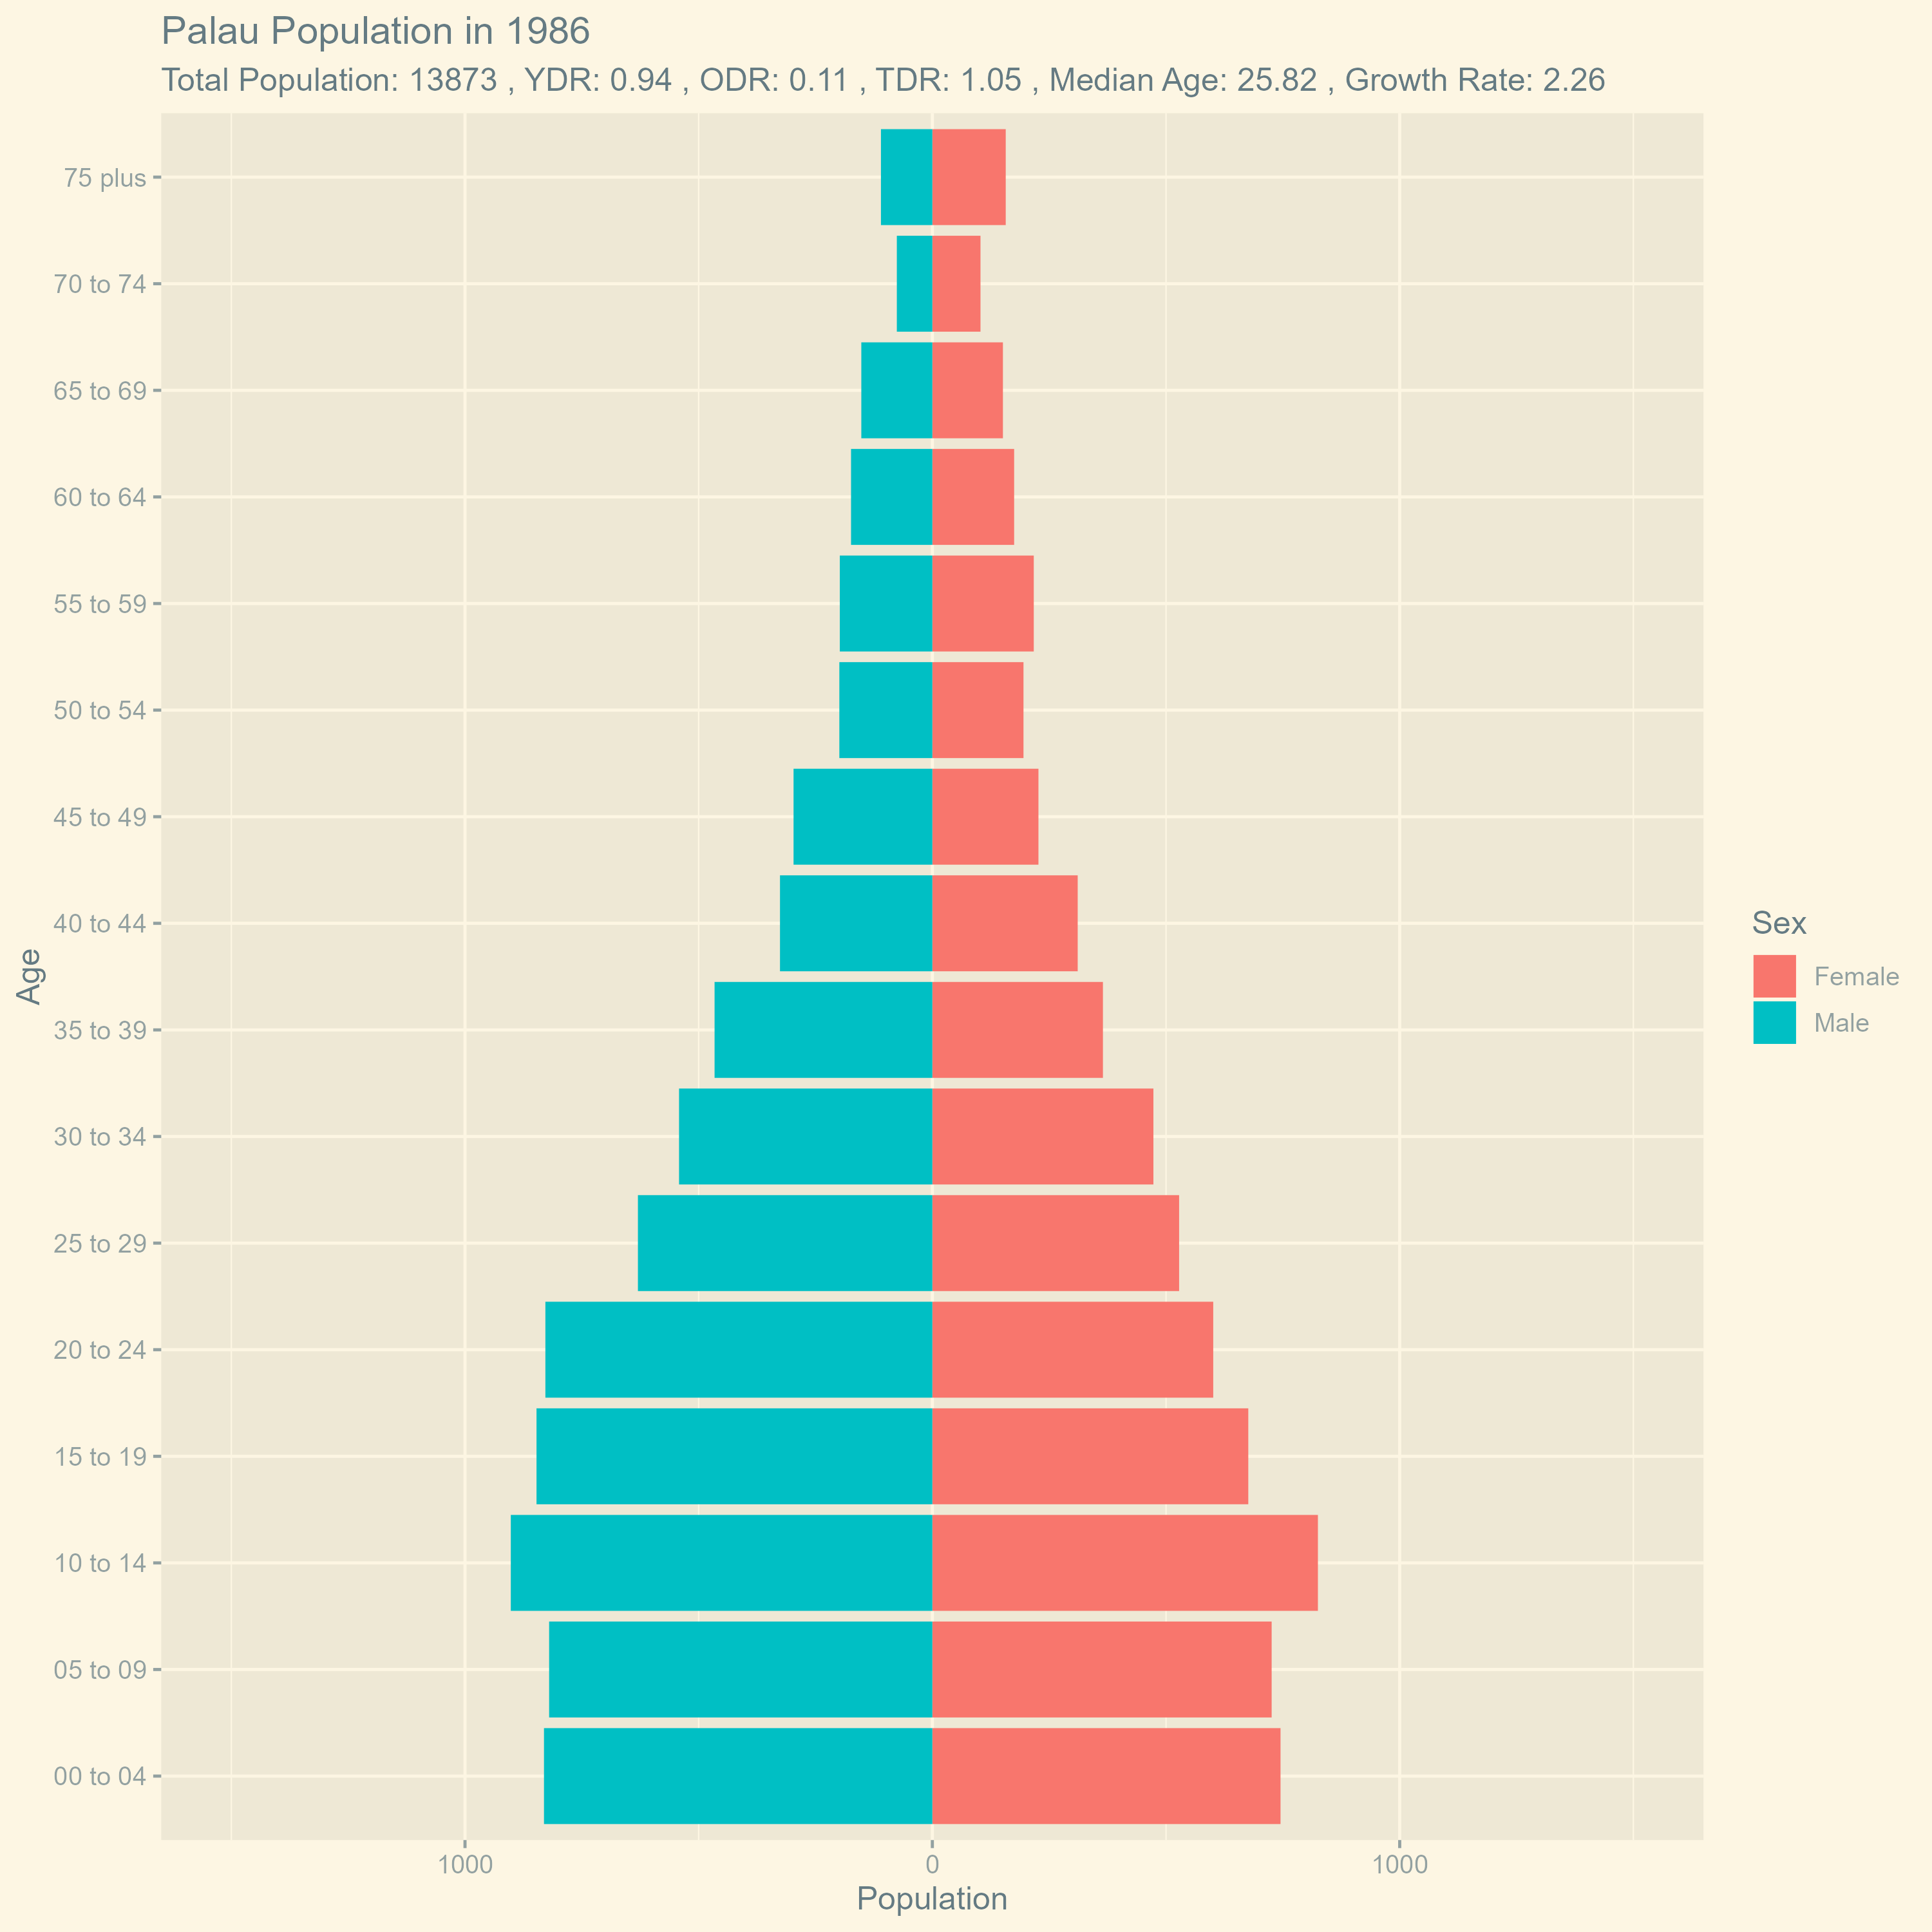 Palau Population in 1986
Total Population: 13873 , YDR: 0.94 , ODR: 0.11 , TDR: 1.05 , Median Age: 25.82 , Growth Rate: 2.26
75 plus
70 to 74
65 to 69
60 to 64
55 to 59
50 to 54
45 to 49
40 to 44
35 to 39
30 to 34
25 to 29
20 to 24
15 to 19
10 to 14
05 to 09
00 to 04
Age
1000
0
1000
Population
Sex
Female
Male